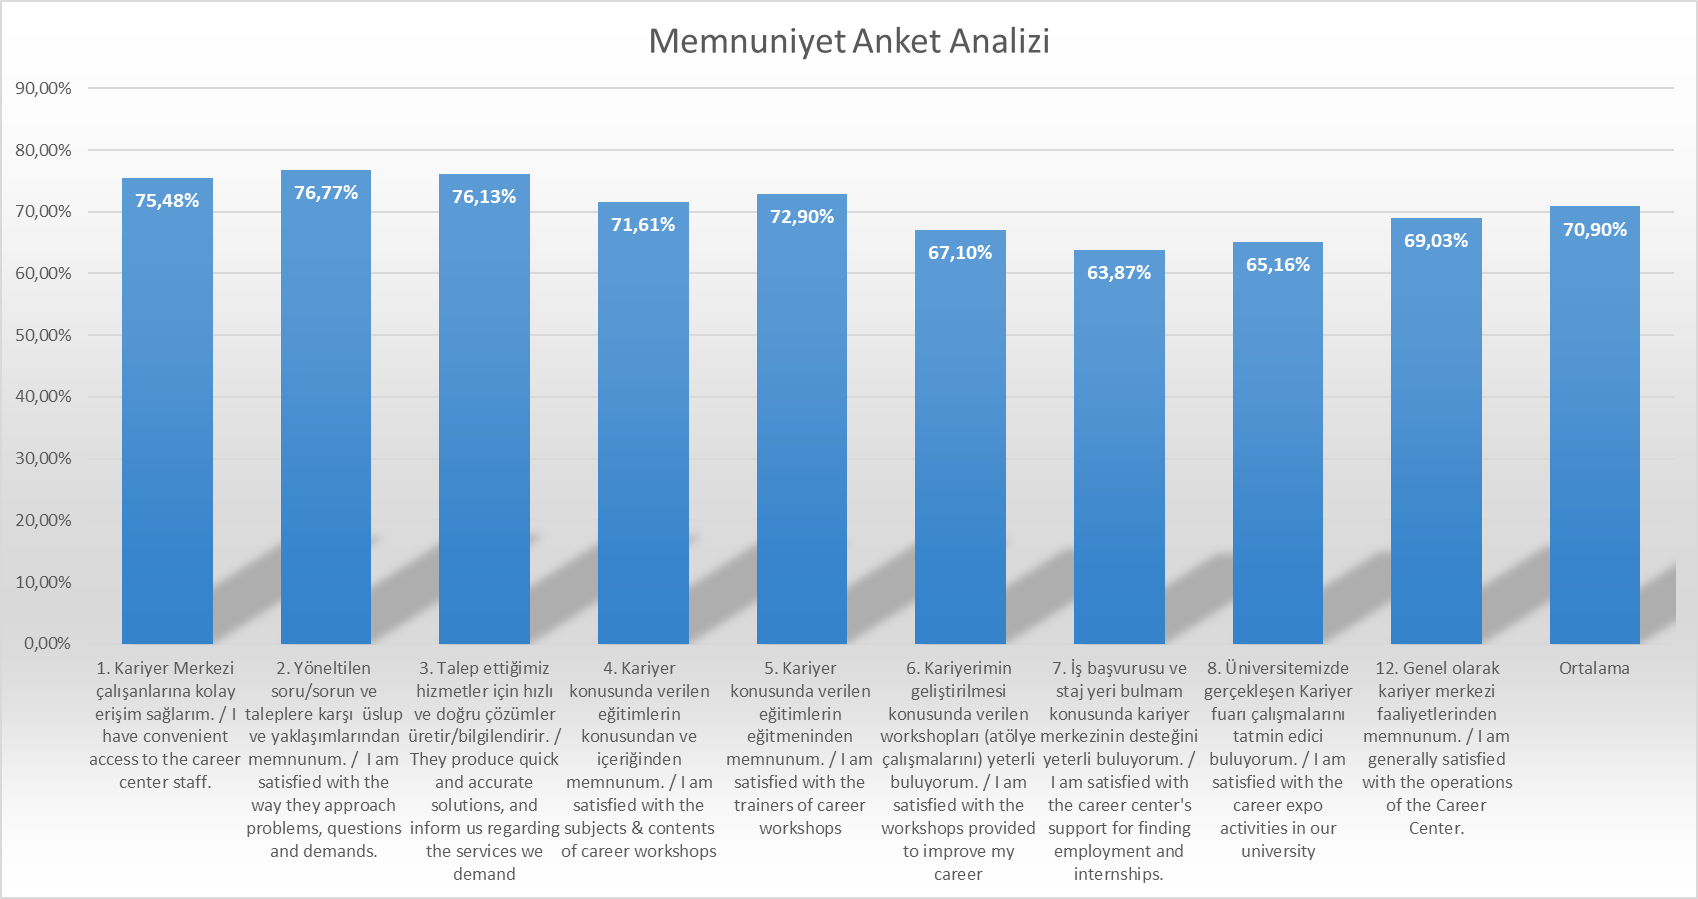 Memnuniyet Anket Analizi
90,00%
80,00%
70,00%
60,00%
50,00%
40,00%
30,00%
20,00%
10,00%
0,00%
75,48%
76,77%
76,13%
71,61%
72,90%
67,10%
63,87%
65,16%
69,03%
70,90%
1. Kariyer Merkezi
çalışanlarına kolay
erişim sağlarım. / I
have convenient
access to the career
center staff.
2. Yöneltilen
soru/sorun ve
taleplere karşı  üslup
ve yaklaşımlarından
memnunum. /  I am
satisfied with the
way they approach
problems, questions
and demands.
3. Talep ettiğimiz
hizmetler için hızlı
ve doğru çözümler
üretir/bilgilendirir. /
They produce quick
and accurate
solutions, and
inform us regarding
the services we
demand
4. Kariyer
konusunda verilen
eğitimlerin
konusundan ve
içeriğinden
memnunum. / I am
satisfied with the
subjects & contents
of career workshops
5. Kariyer
konusunda verilen
eğitimlerin
eğitmeninden
memnunum. / I am
satisfied with the
trainers of career
workshops
6. Kariyerimin
geliştirilmesi
konusunda verilen
workshopları (atölye
çalışmalarını) yeterli
buluyorum. / I am
satisfied with the
workshops provided
to improve my
career
7. İş başvurusu ve
staj yeri bulmam
konusunda kariyer
merkezinin desteğini
yeterli buluyorum. /
I am satisfied with
the career center's
support for finding
employment and
internships.
8. Üniversitemizde
gerçekleşen Kariyer
fuarı çalışmalarını
tatmin edici
buluyorum. / I am
satisfied with the
career expo
activities in our
university
12. Genel olarak
kariyer merkezi
faaliyetlerinden
memnunum. / I am
generally satisfied
with the operations
of the Career
Center.
Ortalama